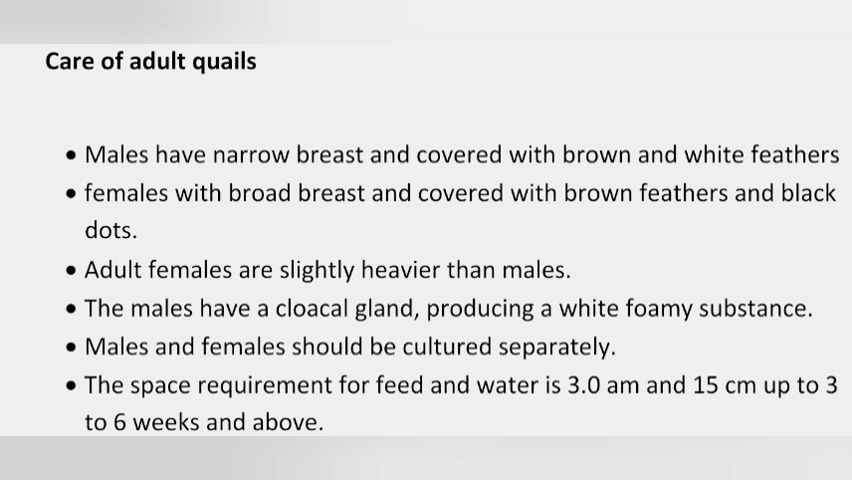 Care of adult quails
• Males have narrow breast and covered with brown and white feathers
• females with broad breast and covered with brown feathers and black
dots.
• Adult females are slightly heavier than males.
• The males have a cloacal gland, producing a white foamy substance.
• Males and females should be cultured separately.
• The space requirement for feed and water is 3.0 am and 15 cm up to 3
to 6 weeks and above.